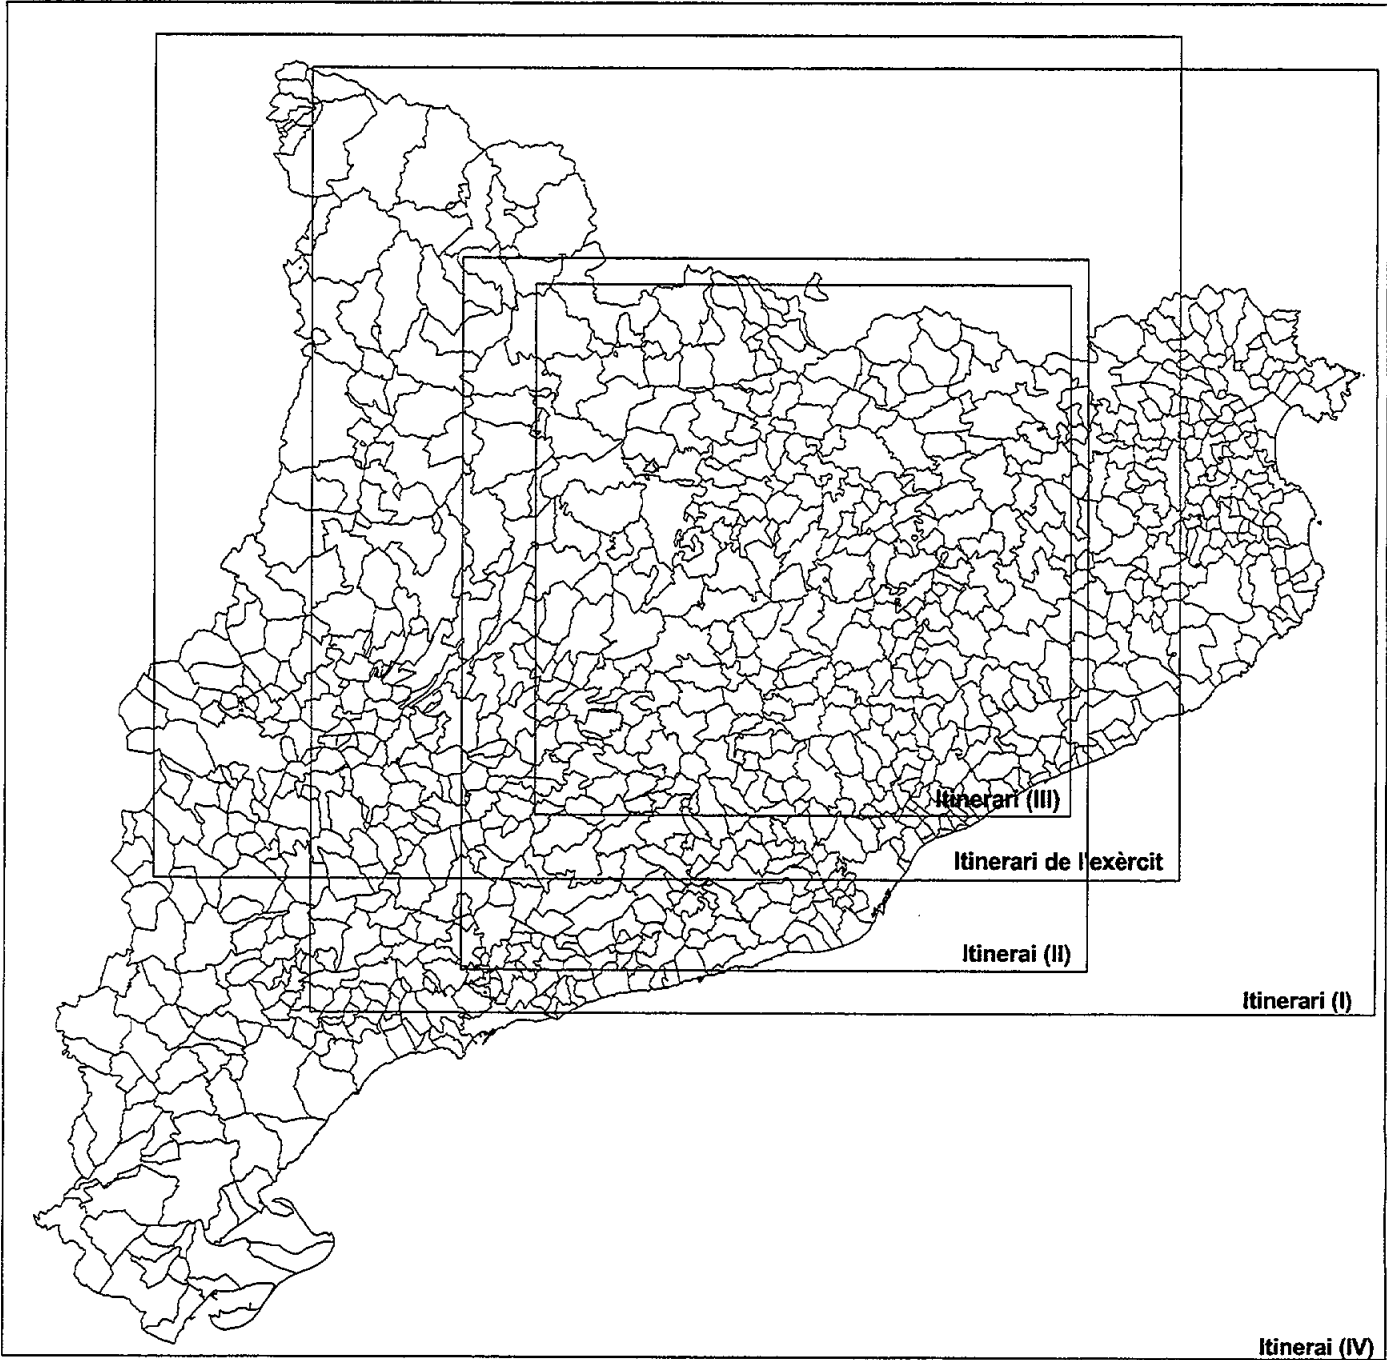 Itinerari (III)
Itinerari de l'exèrcit
Itinerai (II)
Itinerari (I)
Itinerai (IV)